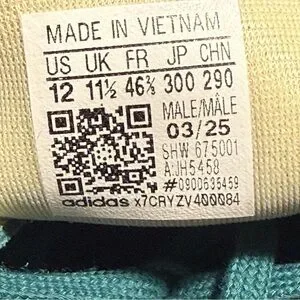 MADE IN VIETNAM
US UK FR JP CHN
12 11½ 46⅔ 300 290
MALE/MÂLE
03/25
SHW 675001
A:JH5458
#0900635459
adidas x7CRYZV400084